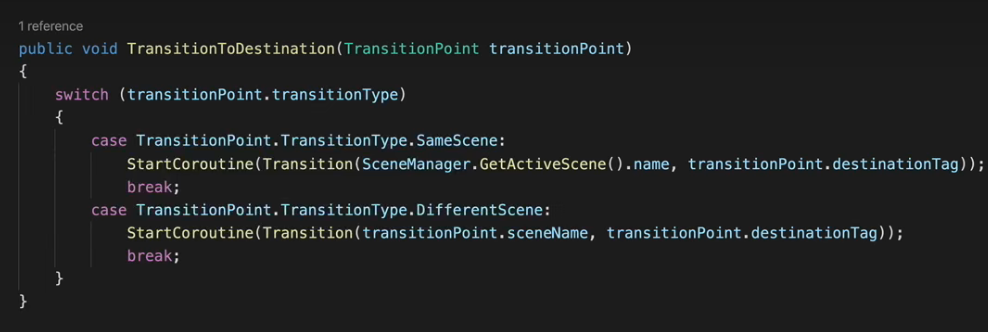 1 reference
public void TransitionToDestination(TransitionPoint transitionPoint)
{
    switch (transitionPoint.transitionType)
    {
        case TransitionPoint.TransitionType.SameScene:
            StartCoroutine(Transition(SceneManager.GetActiveScene().name, transitionPoint.destinationTag));
            break;
        case TransitionPoint.TransitionType.DifferentScene:
            StartCoroutine(Transition(transitionPoint.sceneName, transitionPoint.destinationTag));
            break;
    }
}